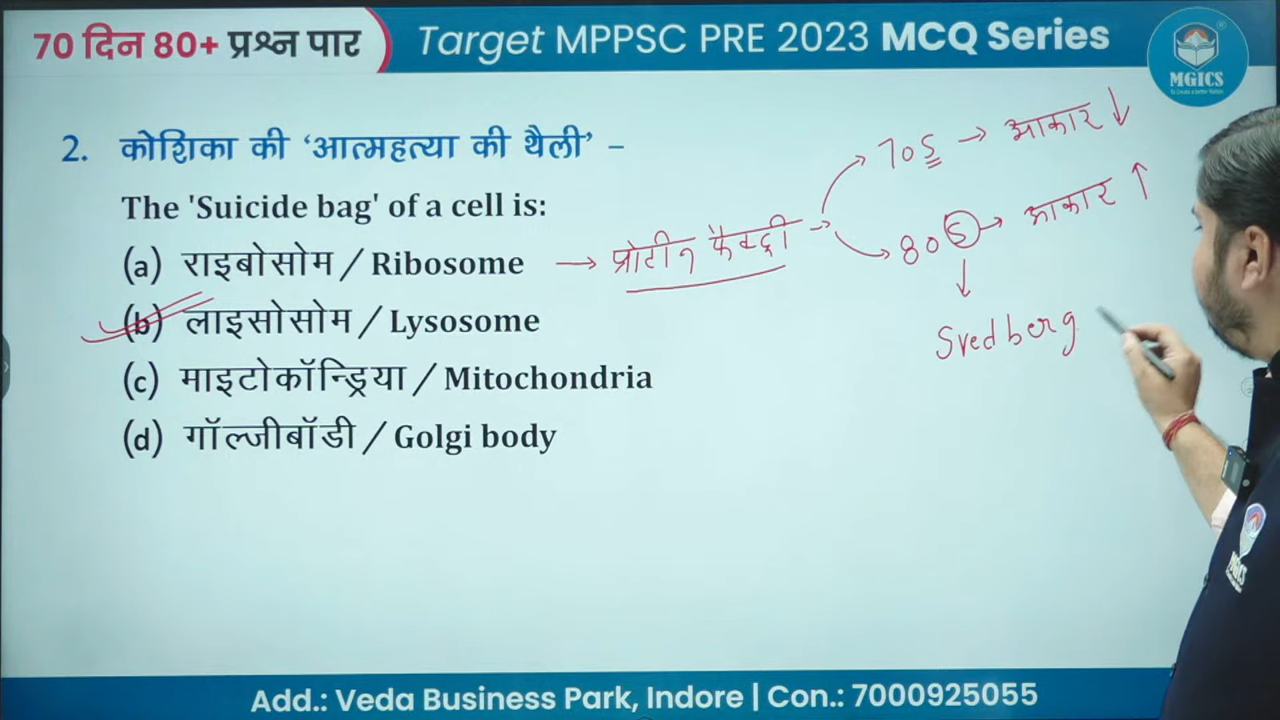 70 दिन 80+ प्रश्न पार
Target MPPSC PRE 2023 MCQ Series
MGICS
2. कोशिका की ‘आत्महत्या की थैली’ –
The 'Suicide bag' of a cell is:
(a) राइबोसोम / Ribosome → प्रोटीन फैक्ट्री →
70S → आकार ↓
80S → आकार ↑
Svedberg
(b) लाइसोसोम / Lysosome
(c) माइटोकॉन्ड्रिया / Mitochondria
(d) गॉल्जीबॉडी / Golgi body
MGICS
Add.: Veda Business Park, Indore | Con.: 7000925055